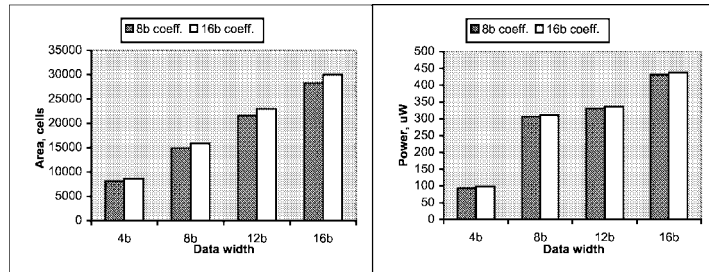 8b coeff. 16b coeff.
35000
30000
25000
20000
15000
10000
5000
0
Area, cells
4b 8b 12b 16b
Data width
8b coeff. 16b coeff.
500
450
400
350
300
250
200
150
100
50
0
Power, uW
4b 8b 12b 16b
Data width